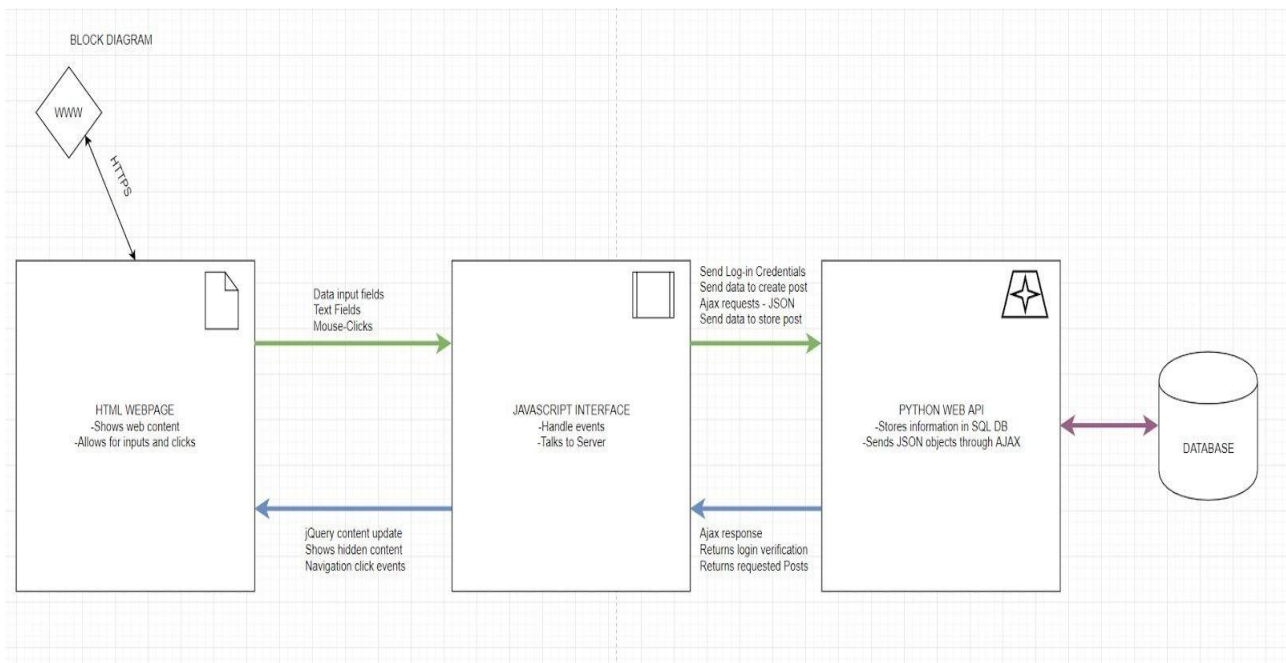 BLOCK DIAGRAM
WWW
HTTPS
Data input fields
Text Fields
Mouse-Clicks
Send Log-in Credentials
Send data to create post
Ajax requests - JSON
Send data to store post
HTML WEBPAGE
-Shows web content
-Allows for inputs and clicks
JAVASCRIPT INTERFACE
-Handle events
-Talks to Server
PYTHON WEB API
-Stores information in SQL DB
-Sends JSON objects through AJAX
DATABASE
jQuery content update
Shows hidden content
Navigation click events
Ajax response
Returns login verification
Returns requested Posts